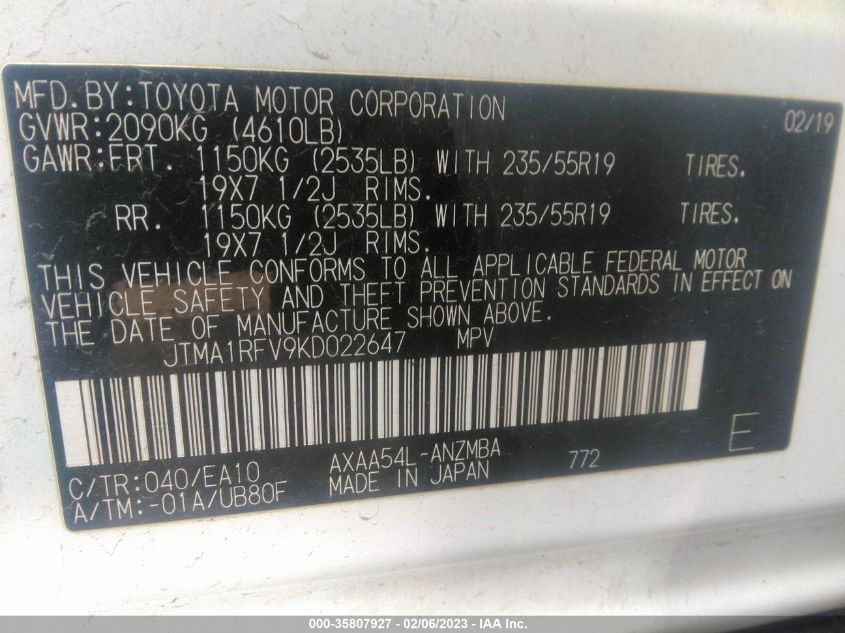 MFD.BY:TOYOTA MOTOR CORPORATION 02/19
GVWR:2090KG (4610LB)
GAWR:FRT. 1150KG (2535LB) WITH 235/55R19 TIRES.
19X7 1/2J RIMS.
RR. 1150KG (2535LB) WITH 235/55R19 TIRES.
19X7 1/2J RIMS.
THIS VEHICLE CONFORMS TO ALL APPLICABLE FEDERAL MOTOR
VEHICLE SAFETY AND THEFT PREVENTION STANDARDS IN EFFECT ON
THE DATE OF MANUFACTURE SHOWN ABOVE.
JTMA1RFV9KD022647 MPV
C/TR:040/EA10 AXAA54L-ANZMBA 772 E
A/TM:-01A/UB80F MADE IN JAPAN
000-35807927 - 02/06/2023 - IAA Inc.